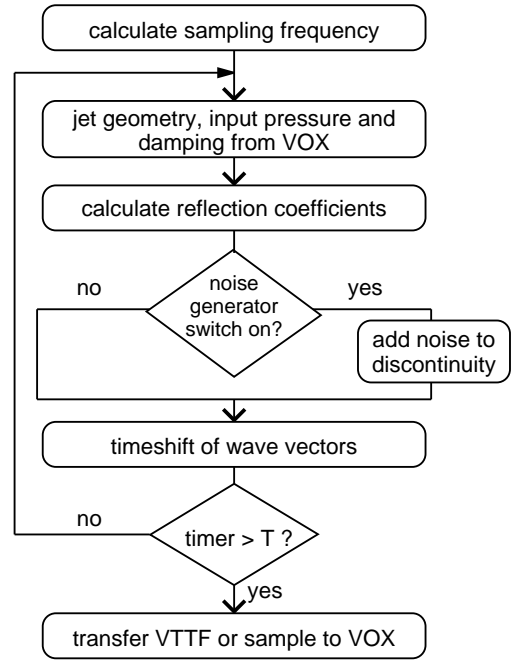 calculate sampling frequency
jet geometry, input pressure and
damping from VOX
calculate reflection coefficients
no
noise
generator
switch on?
yes
add noise to
discontinuity
timeshift of wave vectors
no
timer > T ?
yes
transfer VTTF or sample to VOX